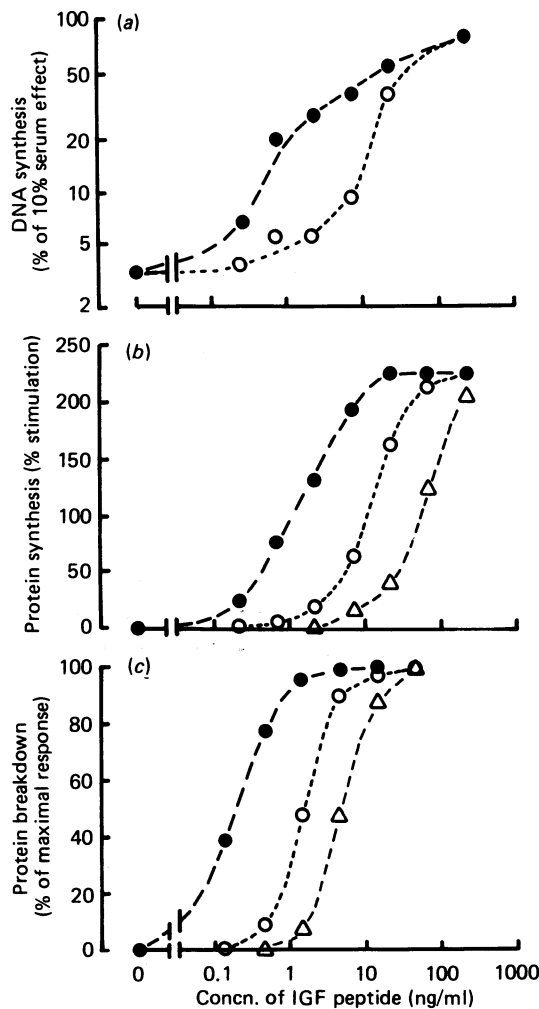 (a)
DNA synthesis
(% of 10% serum effect)
100
50
20
10
5
2
(b)
Protein synthesis (% stimulation)
250
200
150
100
50
0
(c)
Protein breakdown
(% of maximal response)
100
80
60
40
20
0
0 0.1 1 10 100 1000
Concn. of IGF peptide (ng/ml)